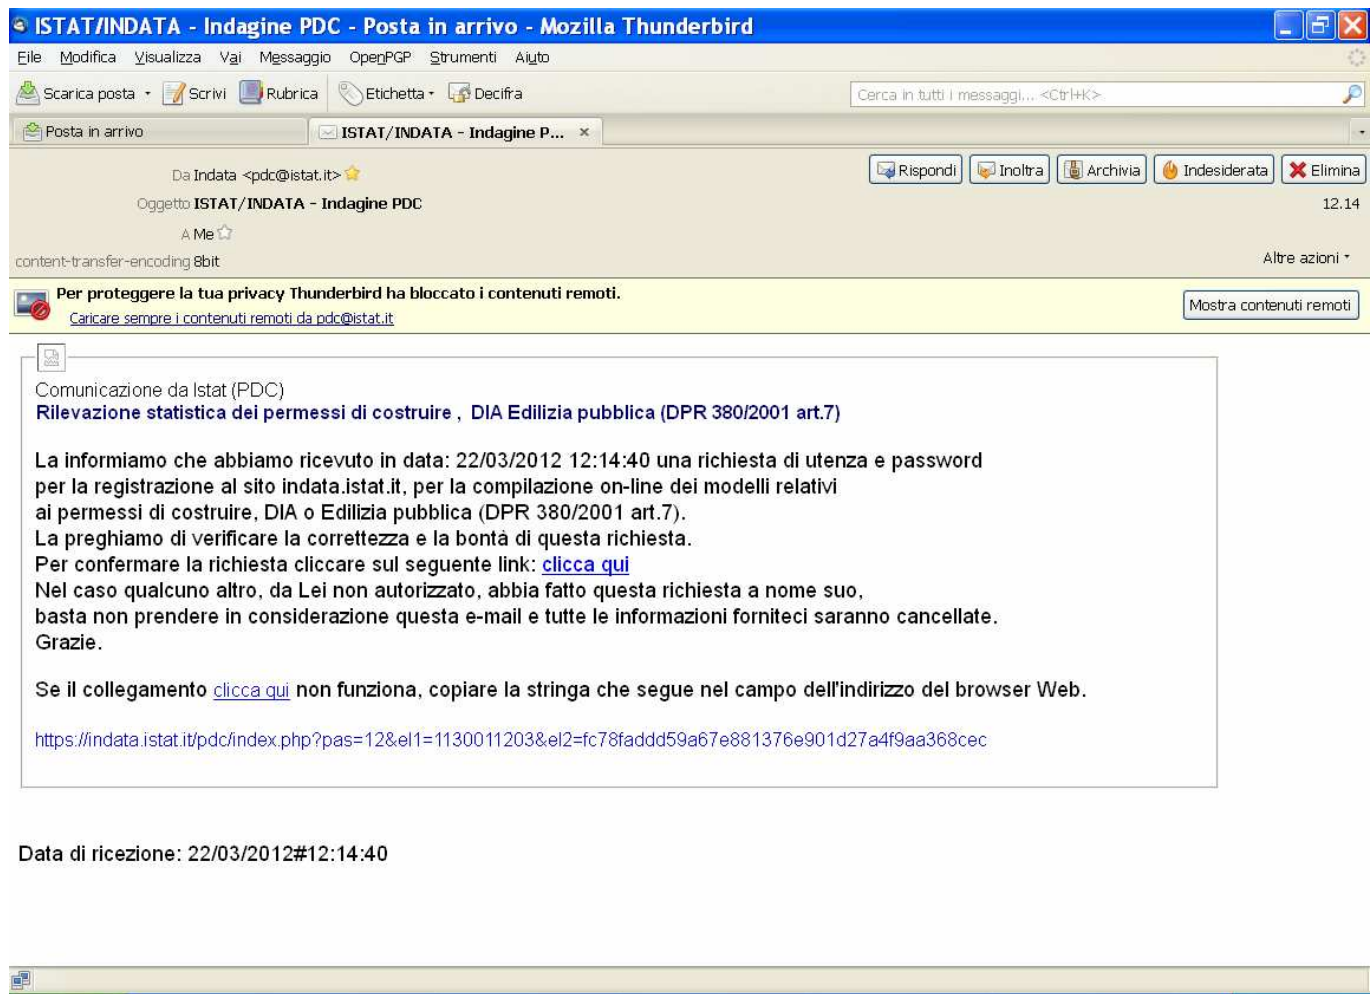 ISTAT/INDATA - Indagine PDC - Posta in arrivo - Mozilla Thunderbird
File Modifica Visualizza Vai Messaggio OpenPGP Strumenti Aiuto
Scarica posta Scrivi Rubrica Etichetta Decifra Cerca in tutti i messaggi... <Ctrl+K>
Posta in arrivo ISTAT/INDATA - Indagine P... ×
Da Indata <pdc@istat.it> Rispondi Inoltra Archivia Indesiderata Elimina
Oggetto ISTAT/INDATA - Indagine PDC 12.14
A Me
content-transfer-encoding 8bit Altre azioni
Per proteggere la tua privacy Thunderbird ha bloccato i contenuti remoti.
Caricare sempre i contenuti remoti da pdc@istat.it Mostra contenuti remoti
Comunicazione da Istat (PDC)
Rilevazione statistica dei permessi di costruire , DIA Edilizia pubblica (DPR 380/2001 art.7)
La informiamo che abbiamo ricevuto in data: 22/03/2012 12:14:40 una richiesta di utenza e password
per la registrazione al sito indata.istat.it, per la compilazione on-line dei modelli relativi
ai permessi di costruire, DIA o Edilizia pubblica (DPR 380/2001 art.7).
La preghiamo di verificare la correttezza e la bontà di questa richiesta.
Per confermare la richiesta cliccare sul seguente link: clicca qui
Nel caso qualcuno altro, da Lei non autorizzato, abbia fatto questa richiesta a nome suo,
basta non prendere in considerazione questa e-mail e tutte le informazioni forniteci saranno cancellate.
Grazie.
Se il collegamento clicca qui non funziona, copiare la stringa che segue nel campo dell'indirizzo del browser Web.
https://indata.istat.it/pdc/index.php?pas=12&el1=1130011203&el2=fc78faddd59a67e881376e901d27a4f9aa368cec
Data di ricezione: 22/03/2012#12:14:40